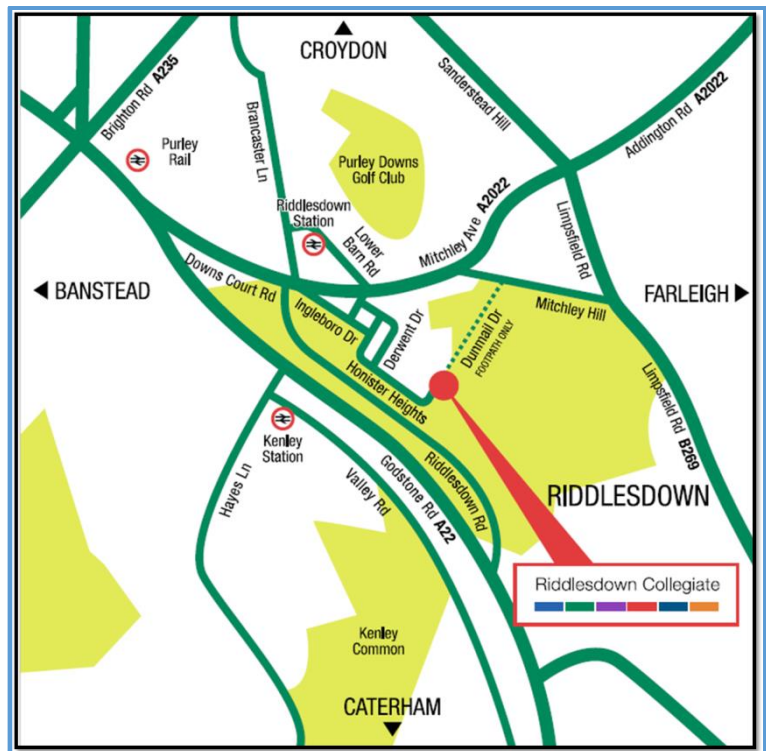 CROYDON
Brighton Rd A235
Sanderstead Hill
Addington Rd A2022
Brancaster Ln
Purley
Rail
Purley Downs
Golf Club
Riddlesdown
Station
Lower
Barn Rd
Mitchley Ave A2022
Limpsfield Rd
Downs Court Rd
BANSTEAD
FARLEIGH
Ingleboro Dr
Derwent Dr
Dunmail Dr
FOOTPATH ONLY
Mitchley Hill
Honister Heights
Limpsfield Rd B269
Kenley
Station
Hayes Ln
Valley Rd
Godstone Rd A22
Riddlesdown Rd
RIDDLESDOWN
Riddlesdown Collegiate
Kenley
Common
CATERHAM